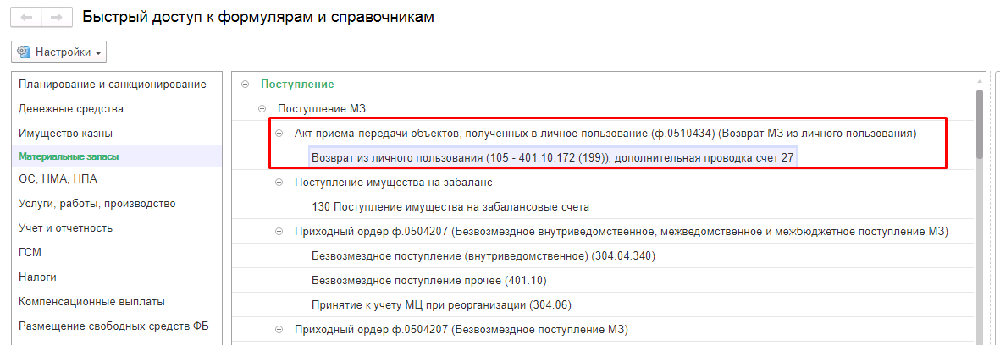 Быстрый доступ к формулярам и справочникам
Настройки
Планирование и санкционирование
Денежные средства
Имущество казны
Материальные запасы
ОС, НМА, НПА
Услуги, работы, производство
Учет и отчетность
ГСМ
Налоги
Компенсационные выплаты
Размещение свободных средств ФБ
Поступление
Поступление МЗ
Акт приема-передачи объектов, полученных в личное пользование (ф.0510434) (Возврат МЗ из личного пользования)
Возврат из личного пользования (105 - 401.10.172 (199)), дополнительная проводка счет 27
Поступление имущества на забаланс
130 Поступление имущества на забалансовые счета
Приходный ордер ф.0504207 (Безвозмездное внутриведомственное, межведомственное и межбюджетное поступление МЗ)
Безвозмездное поступление (внутриведомственное) (304.04.340)
Безвозмездное поступление прочее (401.10)
Принятие к учету МЦ при реорганизации (304.06)
Приходный ордер ф.0504207 (Безвозмездное поступление МЗ)